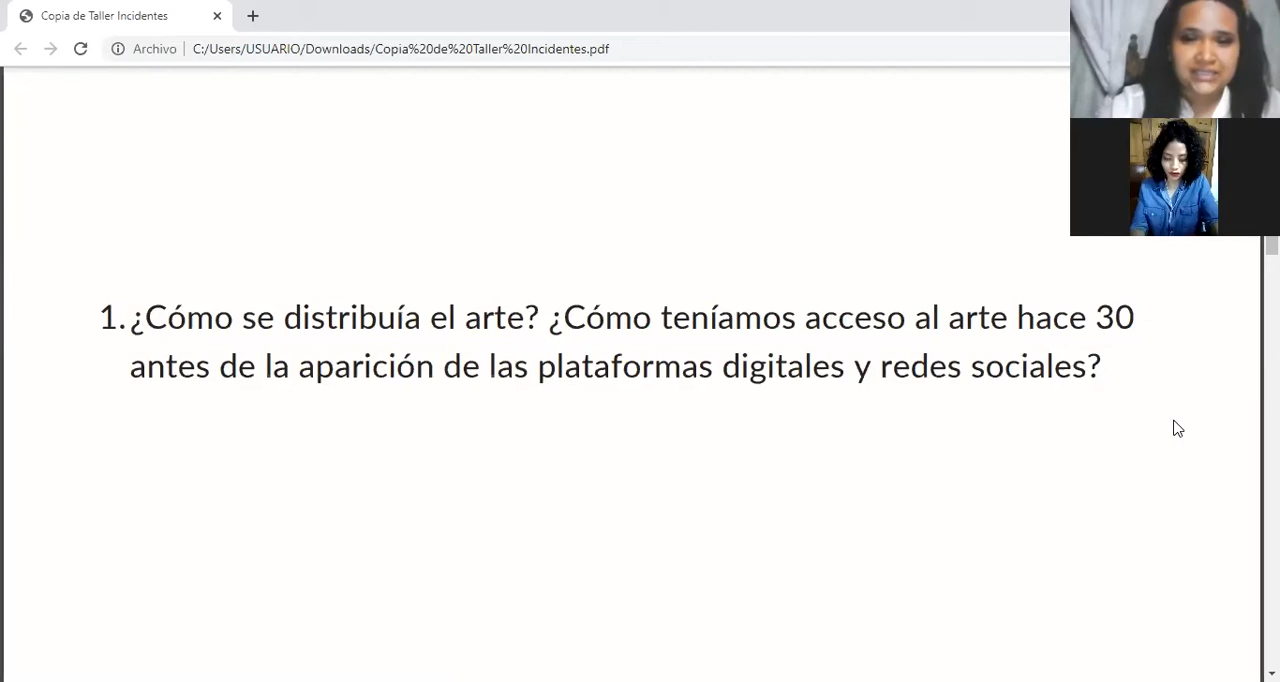 Copia de Taller Incidentes
Archivo C:/Users/USUARIO/Downloads/Copia%20de%20Taller%20Incidentes.pdf
1. ¿Cómo se distribuía el arte? ¿Cómo teníamos acceso al arte hace 30
antes de la aparición de las plataformas digitales y redes sociales?